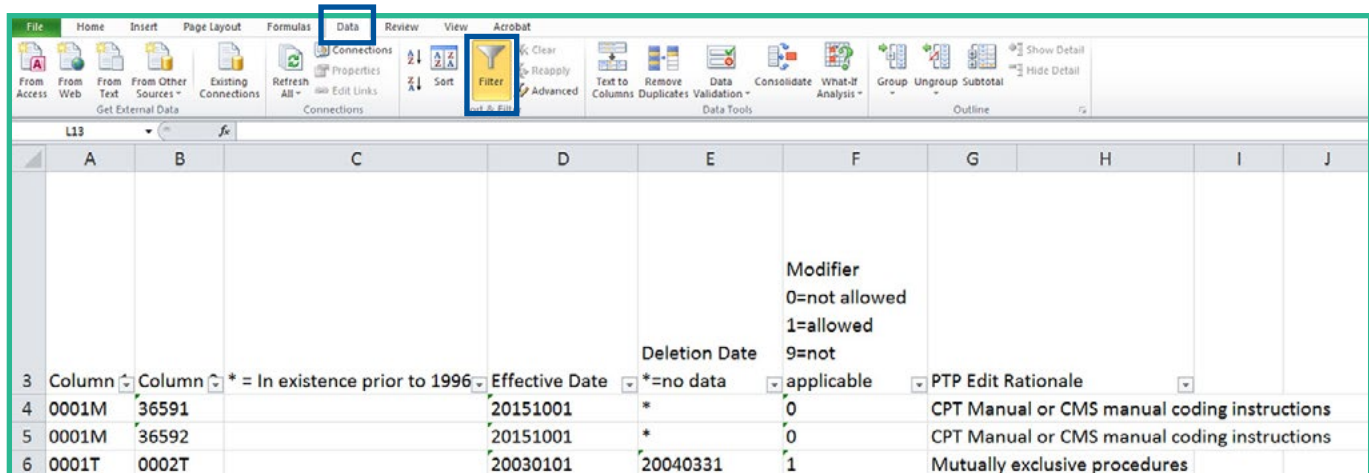 File Home Insert Page Layout Formulas Data Review View Acrobat
From Access From Web From Text From Other Sources Existing Connections Refresh All Connections Properties Edit Links Sort Filter Clear Reapply Advanced Text to Columns Remove Duplicates Data Validation Consolidate What-If Analysis Group Ungroup Subtotal Show Detail Hide Detail
Get External Data Connections Sort & Filter Data Tools Outline
L13 fx
A B C D E F G H I J
Modifier
0=not allowed
1=allowed
Deletion Date 9=not
3 Column Column * = In existence prior to 1996 Effective Date *=no data applicable PTP Edit Rationale
4 0001M 36591 20151001 * 0 CPT Manual or CMS manual coding instructions
5 0001M 36592 20151001 * 0 CPT Manual or CMS manual coding instructions
6 0001T 0002T 20030101 20040331 1 Mutually exclusive procedures